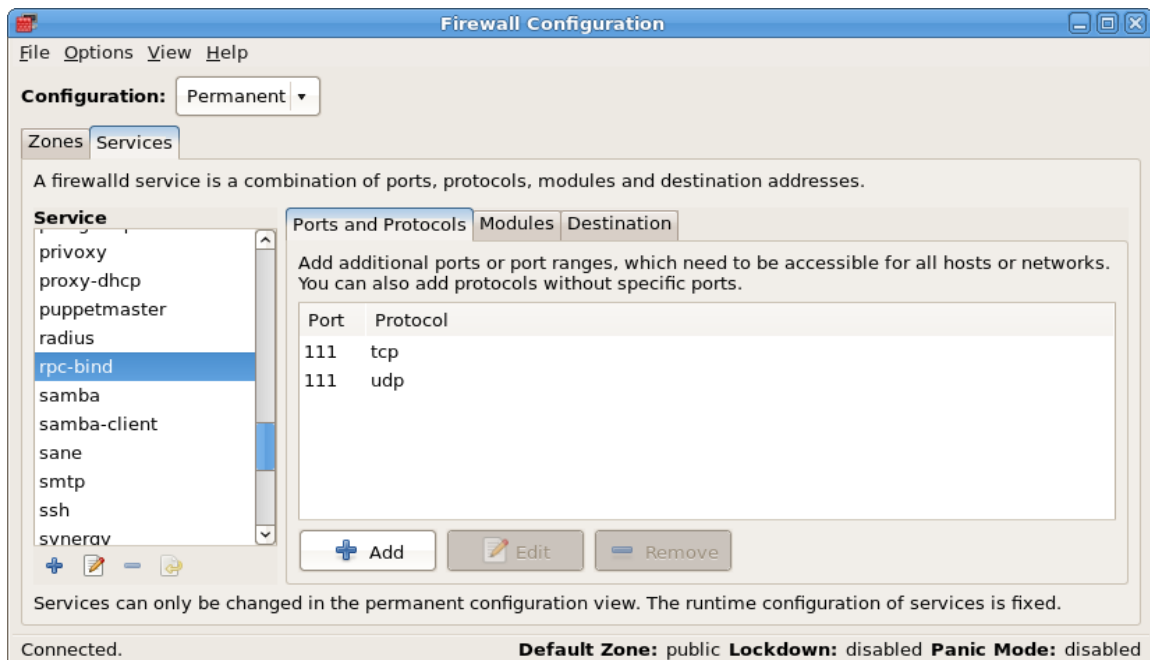 Firewall Configuration
File Options View Help
Configuration: Permanent
Zones Services
A firewalld service is a combination of ports, protocols, modules and destination addresses.
Service
privoxy
proxy-dhcp
puppetmaster
radius
rpc-bind
samba
samba-client
sane
smtp
ssh
synergy
Ports and Protocols Modules Destination
Add additional ports or port ranges, which need to be accessible for all hosts or networks.
You can also add protocols without specific ports.
Port Protocol
111 tcp
111 udp
Add Edit Remove
Services can only be changed in the permanent configuration view. The runtime configuration of services is fixed.
Connected. Default Zone: public Lockdown: disabled Panic Mode: disabled